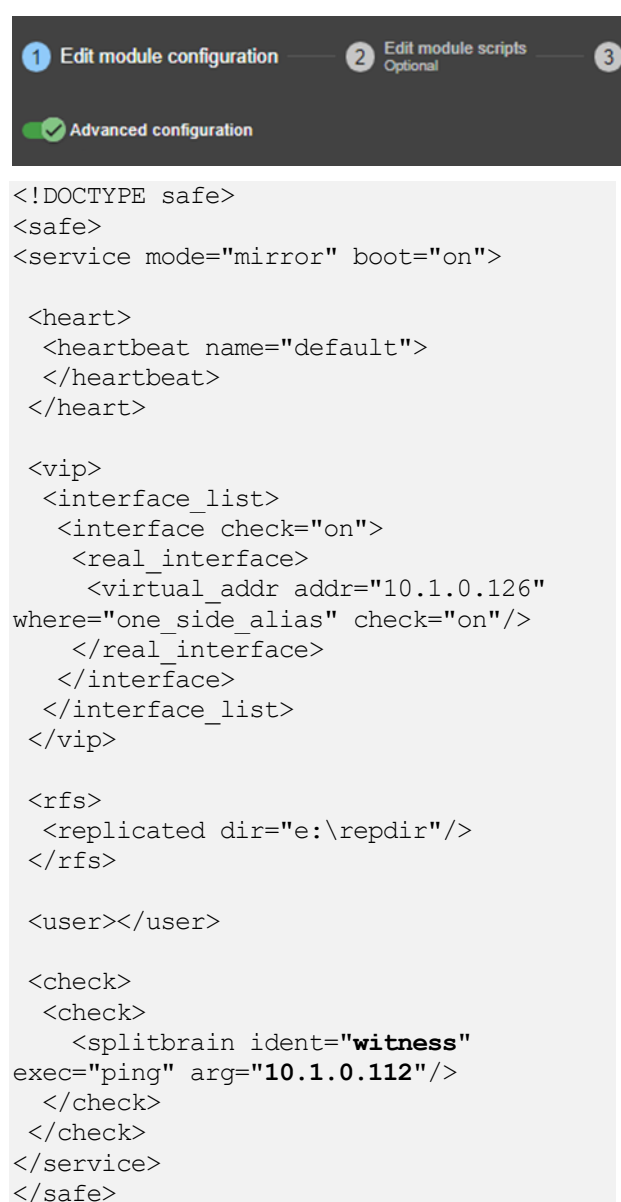 1 Edit module configuration 2 Edit module scripts 3
Optional
Advanced configuration
<!DOCTYPE safe>
<safe>
<service mode="mirror" boot="on">
<heart>
<heartbeat name="default">
</heartbeat>
</heart>
<vip>
<interface_list>
<interface check="on">
<real_interface>
<virtual_addr addr="10.1.0.126"
where="one_side_alias" check="on"/>
</real_interface>
</interface>
</interface_list>
</vip>
<rfs>
<replicated dir="e:\repdir"/>
</rfs>
<user></user>
<check>
<check>
<splitbrain ident="witness"
exec="ping" arg="10.1.0.112"/>
</check>
</check>
</service>
</safe>